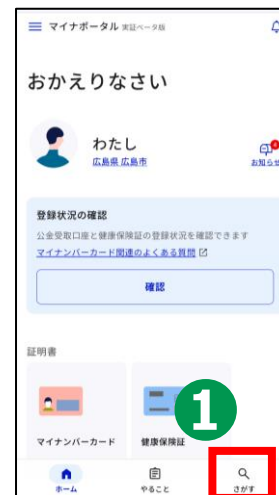 マイナポータル 実証ベータ版
おかえりなさい
わたし
広島県 広島市
お知らせ
登録状況の確認
公金受取口座と健康保険証の登録状況を確認できます
マイナンバーカード関連のよくある質問
確認
証明書
1
マイナンバーカード
健康保険証
ホーム
やること
さがす